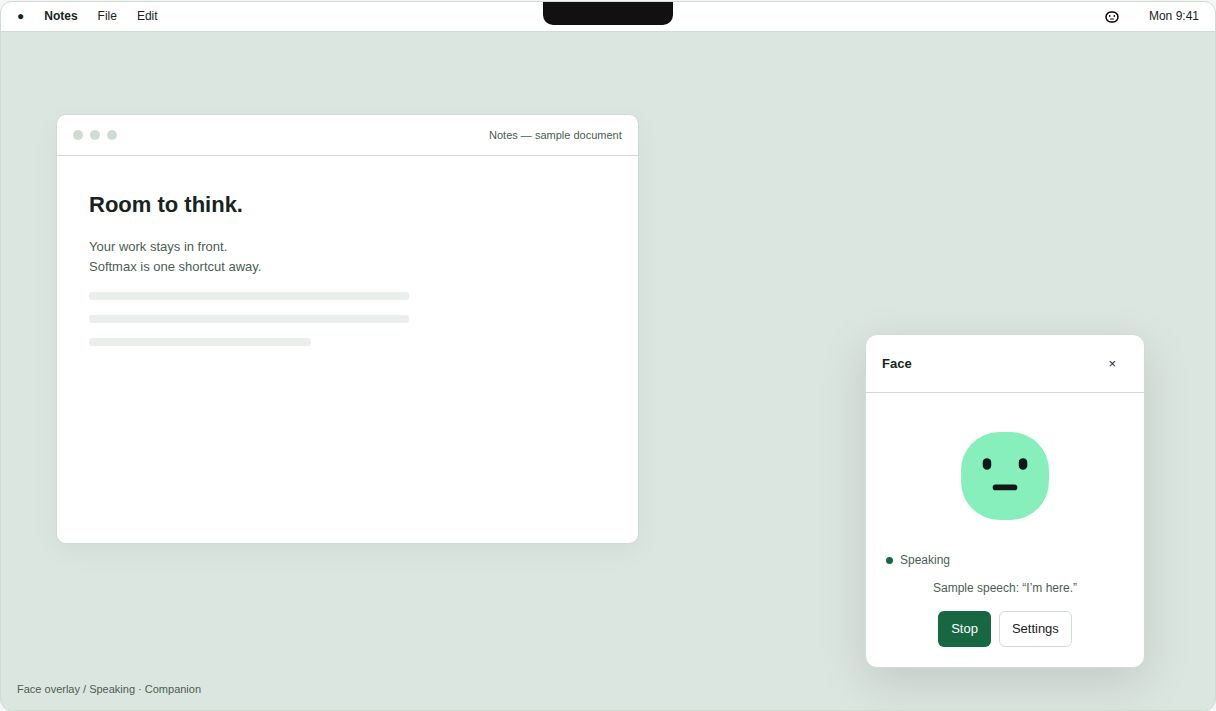 Notes File Edit
Mon 9:41
Notes — sample document
Room to think.
Your work stays in front.
Softmax is one shortcut away.
Face ×
Speaking
Sample speech: “I’m here.”
Stop Settings
Face overlay / Speaking · Companion